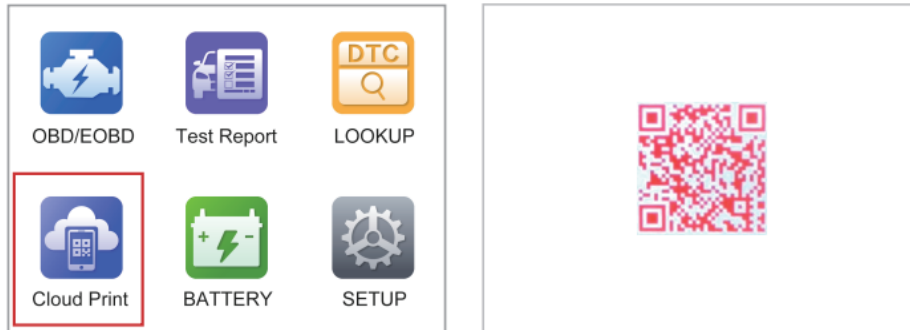 OBD/EOBD
Test Report
DTC
LOOKUP
Cloud Print
+ -
BATTERY
SETUP